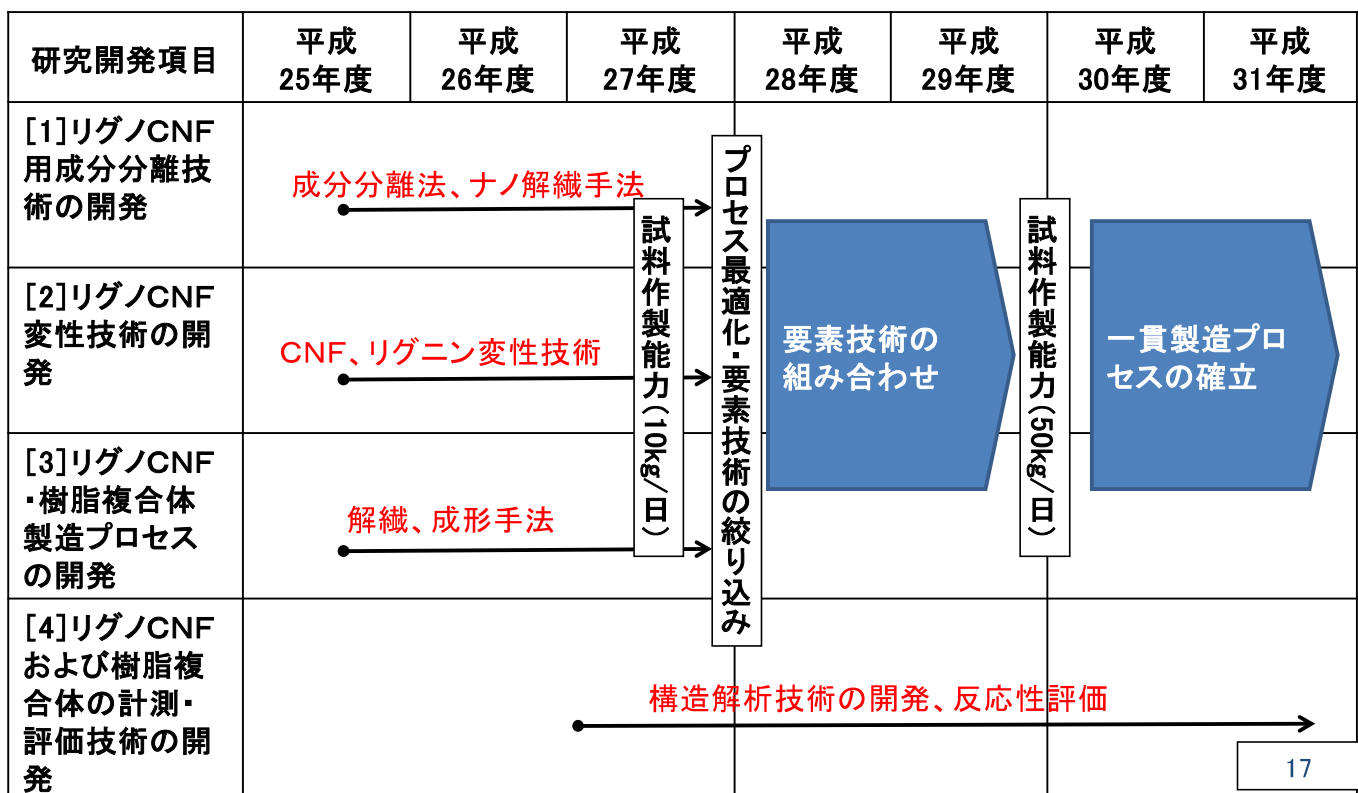 研究開発項目
平成
25年度
平成
26年度
平成
27年度
平成
28年度
平成
29年度
平成
30年度
平成
31年度
[1]リグノCNF
用成分分離技
術の開発
成分分離法、ナノ解繊手法
[2]リグノCNF
変性技術の開
発
CNF、リグニン変性技術
[3]リグノCNF
・樹脂複合体
製造プロセス
の開発
解繊、成形手法
試料作製能力(10kg/日)
プロセス最適化・要素技術の絞り込み
要素技術の
組み合わせ
試料作製能力(50kg/日)
一貫製造プロ
セスの確立
[4]リグノCNF
および樹脂複
合体の計測・
評価技術の開
発
構造解析技術の開発、反応性評価
17